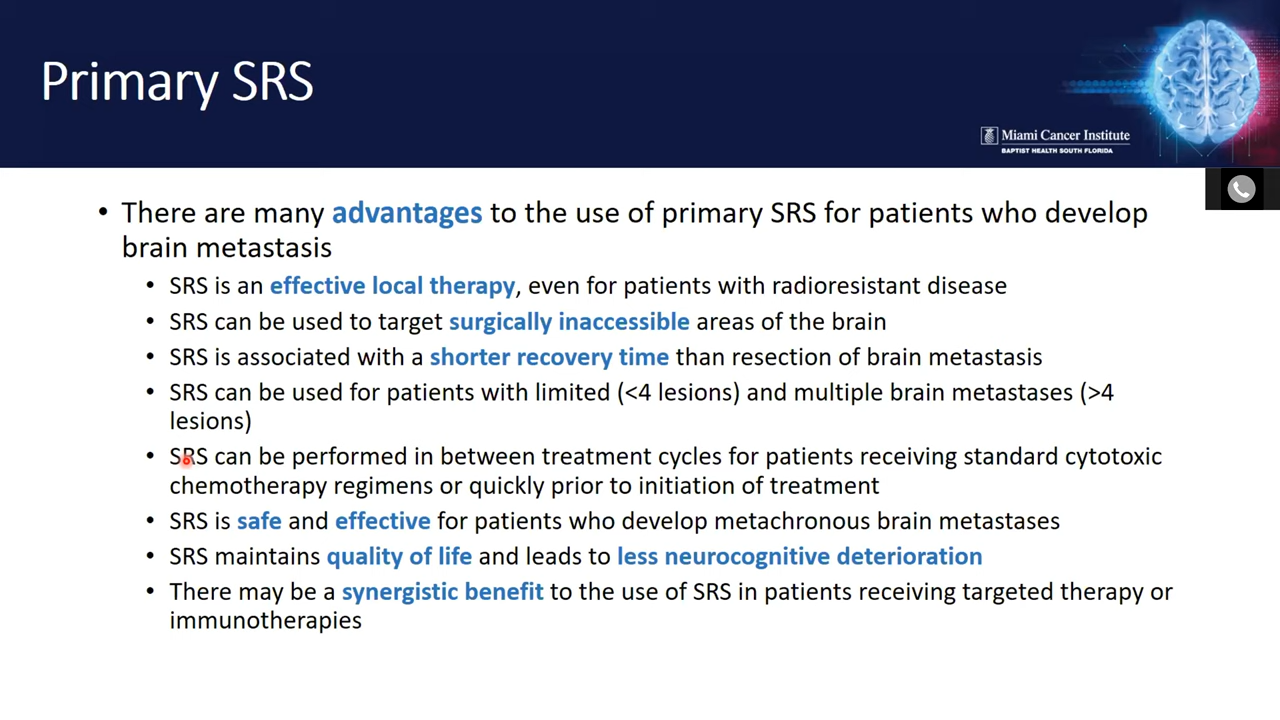 Primary SRS
Miami Cancer Institute
BAPTIST HEALTH SOUTH FLORIDA
• There are many advantages to the use of primary SRS for patients who develop
brain metastasis
• SRS is an effective local therapy, even for patients with radioresistant disease
• SRS can be used to target surgically inaccessible areas of the brain
• SRS is associated with a shorter recovery time than resection of brain metastasis
• SRS can be used for patients with limited (<4 lesions) and multiple brain metastases (>4
lesions)
• SRS can be performed in between treatment cycles for patients receiving standard cytotoxic
chemotherapy regimens or quickly prior to initiation of treatment
• SRS is safe and effective for patients who develop metachronous brain metastases
• SRS maintains quality of life and leads to less neurocognitive deterioration
• There may be a synergistic benefit to the use of SRS in patients receiving targeted therapy or
immunotherapies